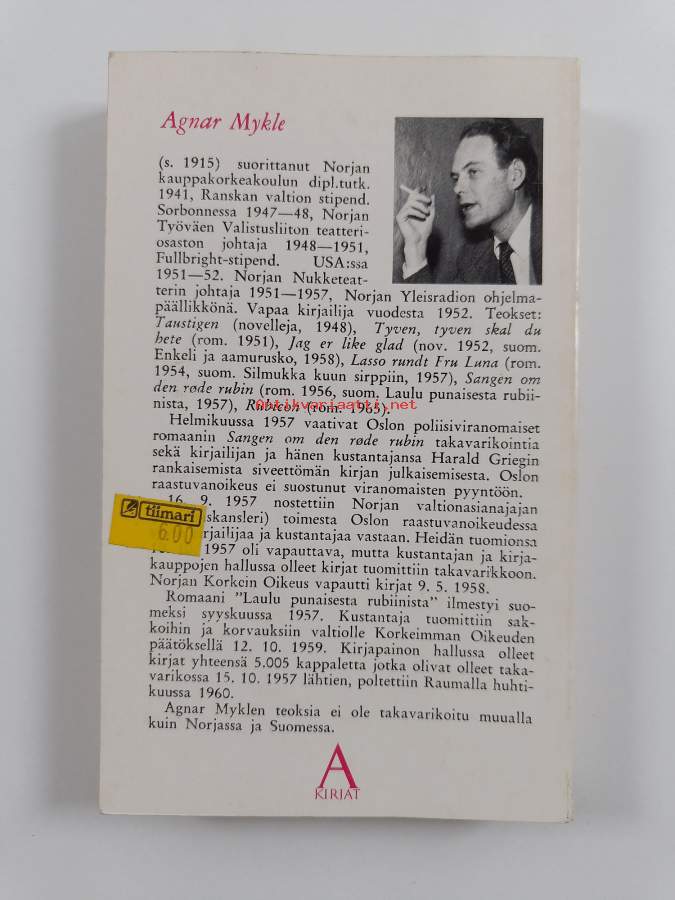 Agnar Mykle
(s. 1915) suorittanut Norjan
kauppakorkeakoulun dipl.tutk.
1941, Ranskan valtion stipend.
Sorbonnessa 1947—48, Norjan
Työväen Valistusliiton teatteri-
osaston johtaja 1948—1951,
Fullbright-stipend. USA:ssa
1951—52. Norjan Nukketeat-
terin johtaja 1951—1957, Norjan Yleisradion ohjelma-
päällikkönä. Vapaa kirjailija vuodesta 1952. Teokset:
Taustigen (novelleja, 1948), Tyven, tyven skal du
hete (rom. 1951), Jag er like glad (nov. 1952, suom.
Enkeli ja aamurusko, 1958), Lasso rundt Fru Luna (rom.
1954, suom. Silmukka kuun sirppiin, 1957), Sangen om
den røde rubin (rom. 1956, suom. Laulu punaisesta rubii-
nista, 1957), Rubicon (rom. 1965).
Antikvariaatti.net
Helmikuussa 1957 vaativat Oslon poliisiviranomaiset
romaanin Sangen om den røde rubin takavarikointia
sekä kirjailijan ja hänen kustantajansa Harald Griegin
rankaisemista siveettömän kirjan julkaisemisesta. Oslon
raastuvanoikeus ei suostunut viranomaisten pyyntöön.
16. 9. 1957 nostettiin Norjan valtionasianajajan
skansleri) toimesta Oslon raastuvanoikeudessa
irjailijaa ja kustantajaa vastaan. Heidän tuomionsa
1957 oli vapauttava, mutta kustantajan ja kirja-
kauppojen hallussa olleet kirjat tuomittiin takavarikkoon.
Norjan Korkein Oikeus vapautti kirjat 9. 5. 1958.
tiimari
6.00
Romaani "Laulu punaisesta rubiinista" ilmestyi suo-
meksi syyskuussa 1957. Kustantaja tuomittiin sak-
koihin ja korvauksiin valtiolle Korkeimman Oikeuden
päätöksellä 12. 10. 1959. Kirjapainon hallussa olleet
kirjat yhteensä 5.005 kappaletta jotka olivat olleet taka-
varikossa 15. 10. 1957 lähtien, poltettiin Raumalla huhti-
kuussa 1960.
Agnar Myklen teoksia ei ole takavarikoitu muualla
kuin Norjassa ja Suomessa.
A
KIRJAT